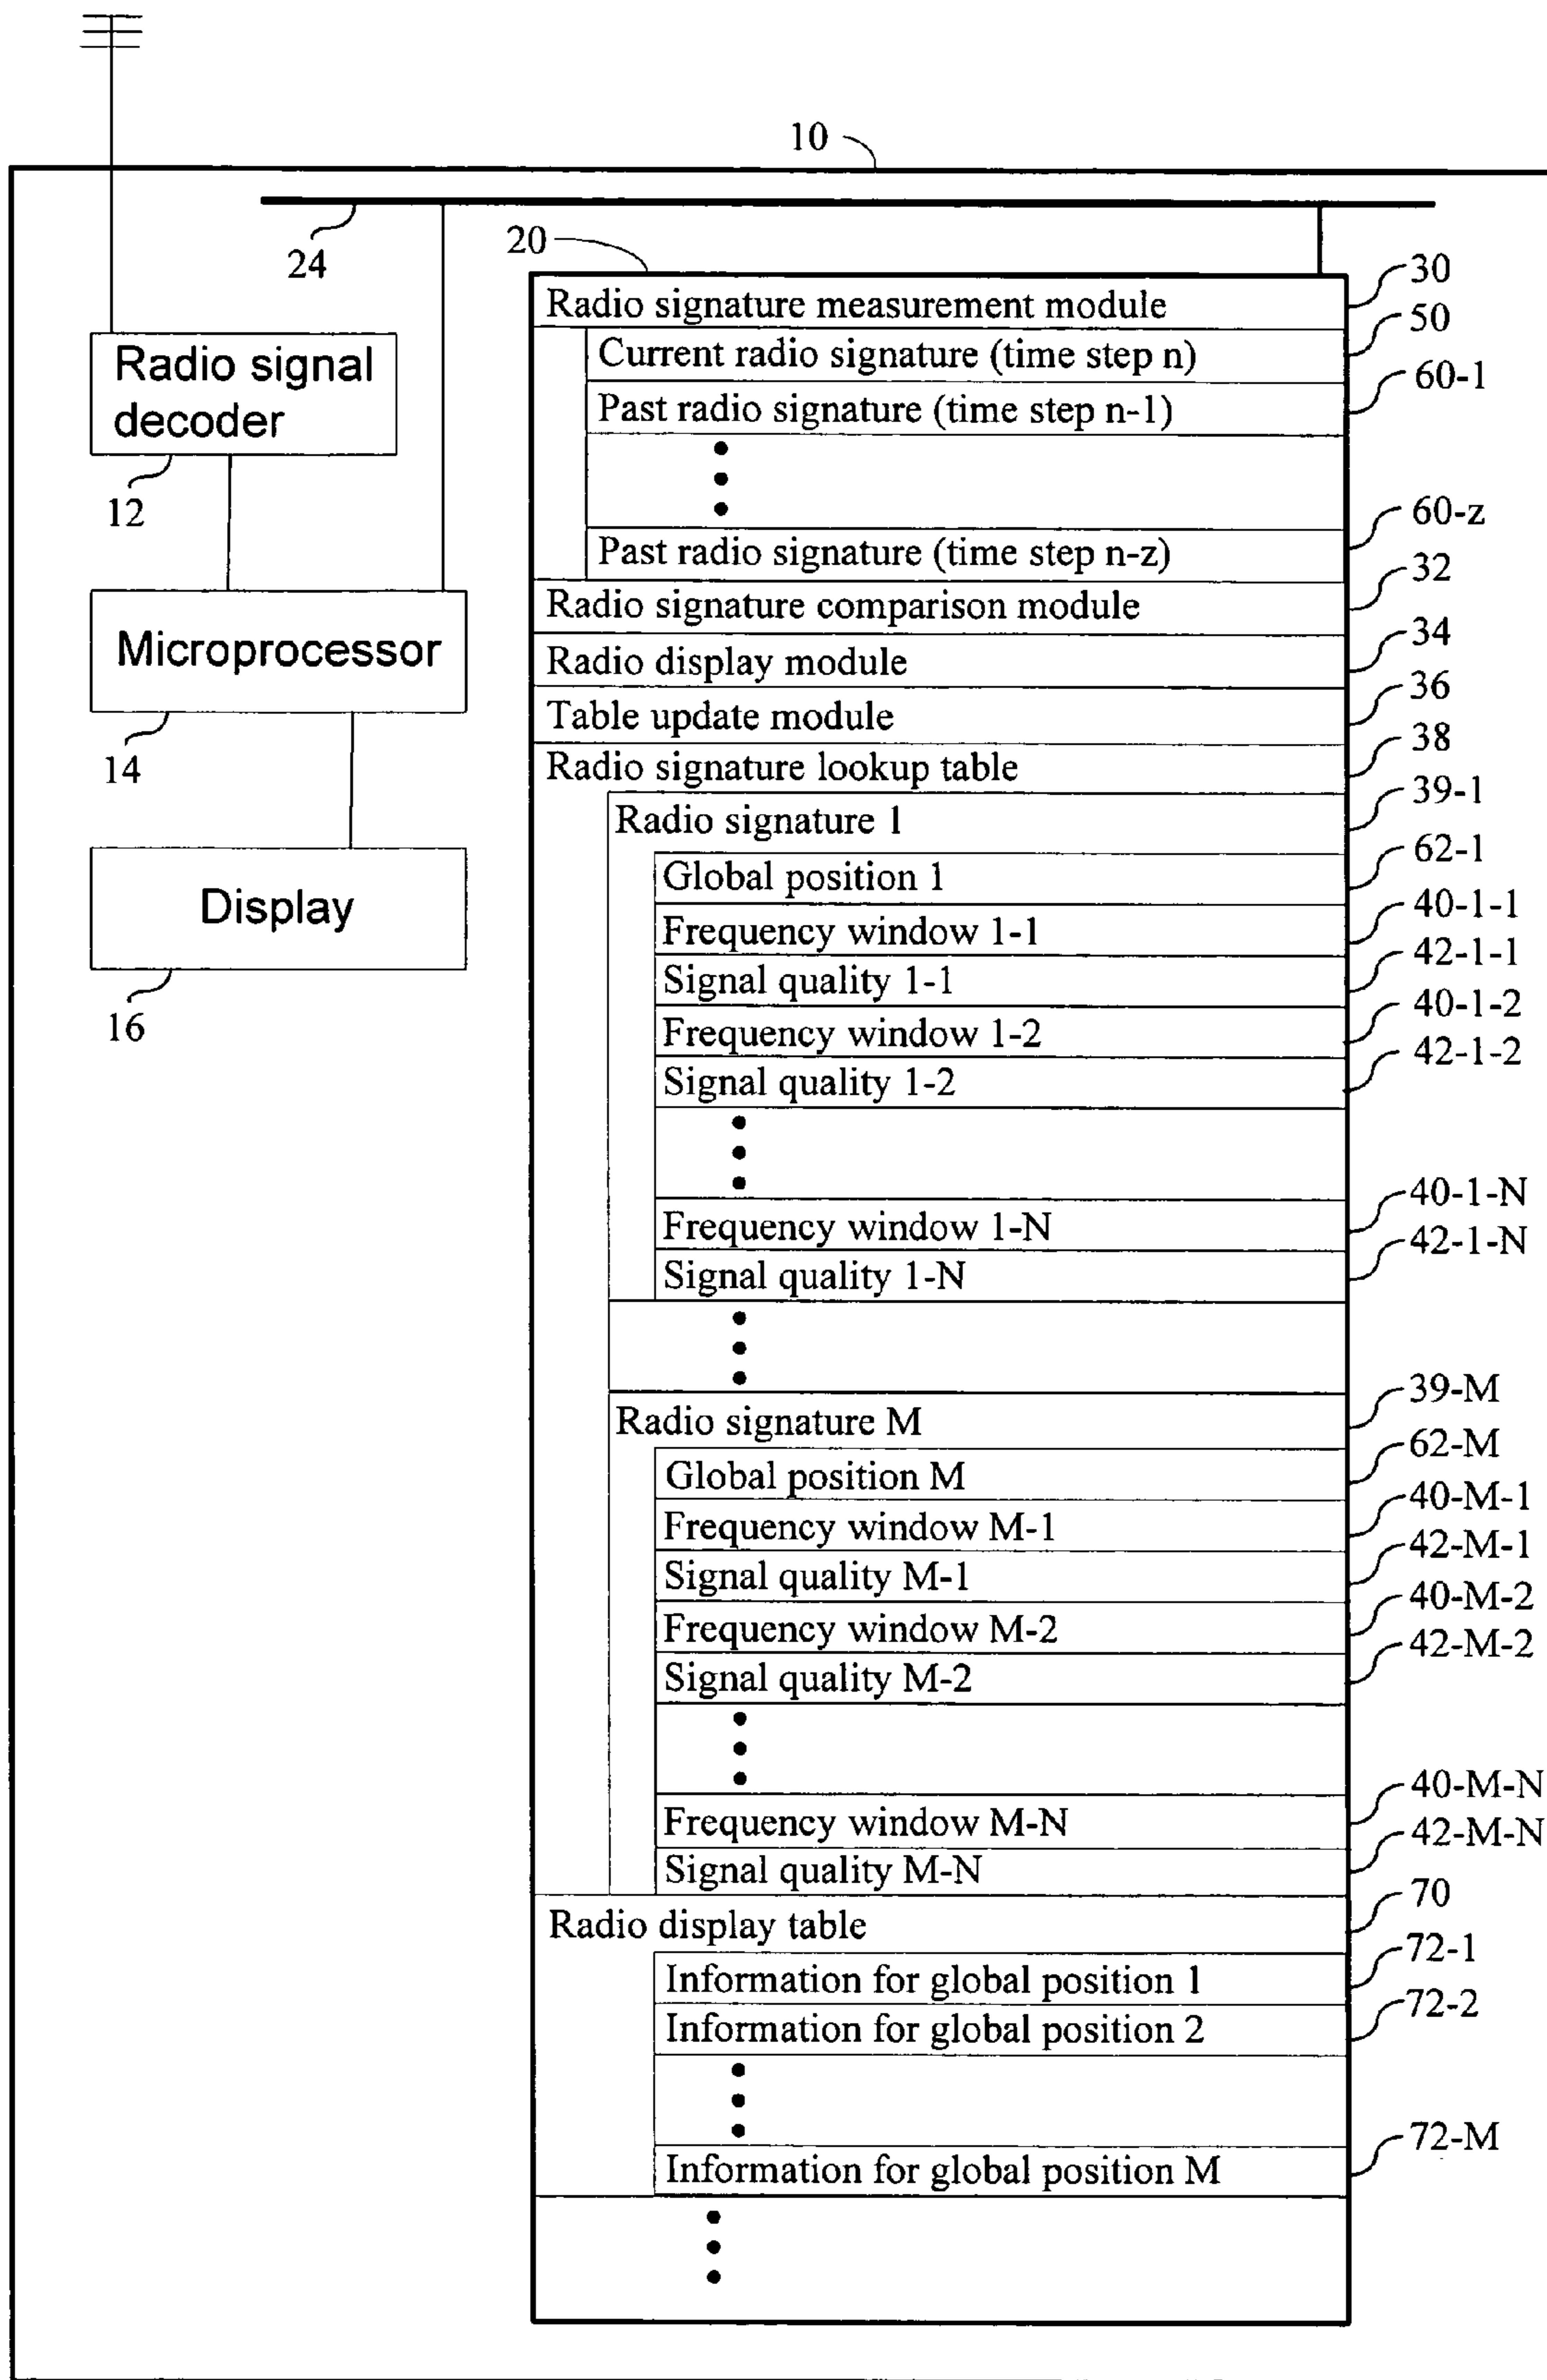 10
24
20
Radio signature measurement module
30
Current radio signature (time step n)
50
Past radio signature (time step n-1)
60-1
Past radio signature (time step n-z)
60-z
Radio signature comparison module
32
Radio display module
34
Table update module
36
Radio signature lookup table
38
Radio signature 1
39-1
Global position 1
62-1
Frequency window 1-1
40-1-1
Signal quality 1-1
42-1-1
Frequency window 1-2
40-1-2
Signal quality 1-2
42-1-2
Frequency window 1-N
40-1-N
Signal quality 1-N
42-1-N
Radio signature M
39-M
Global position M
62-M
Frequency window M-1
40-M-1
Signal quality M-1
42-M-1
Frequency window M-2
40-M-2
Signal quality M-2
42-M-2
Frequency window M-N
40-M-N
Signal quality M-N
42-M-N
Radio display table
70
Information for global position 1
72-1
Information for global position 2
72-2
Information for global position M
72-M
Radio signal
decoder
12
Microprocessor
14
Display
16